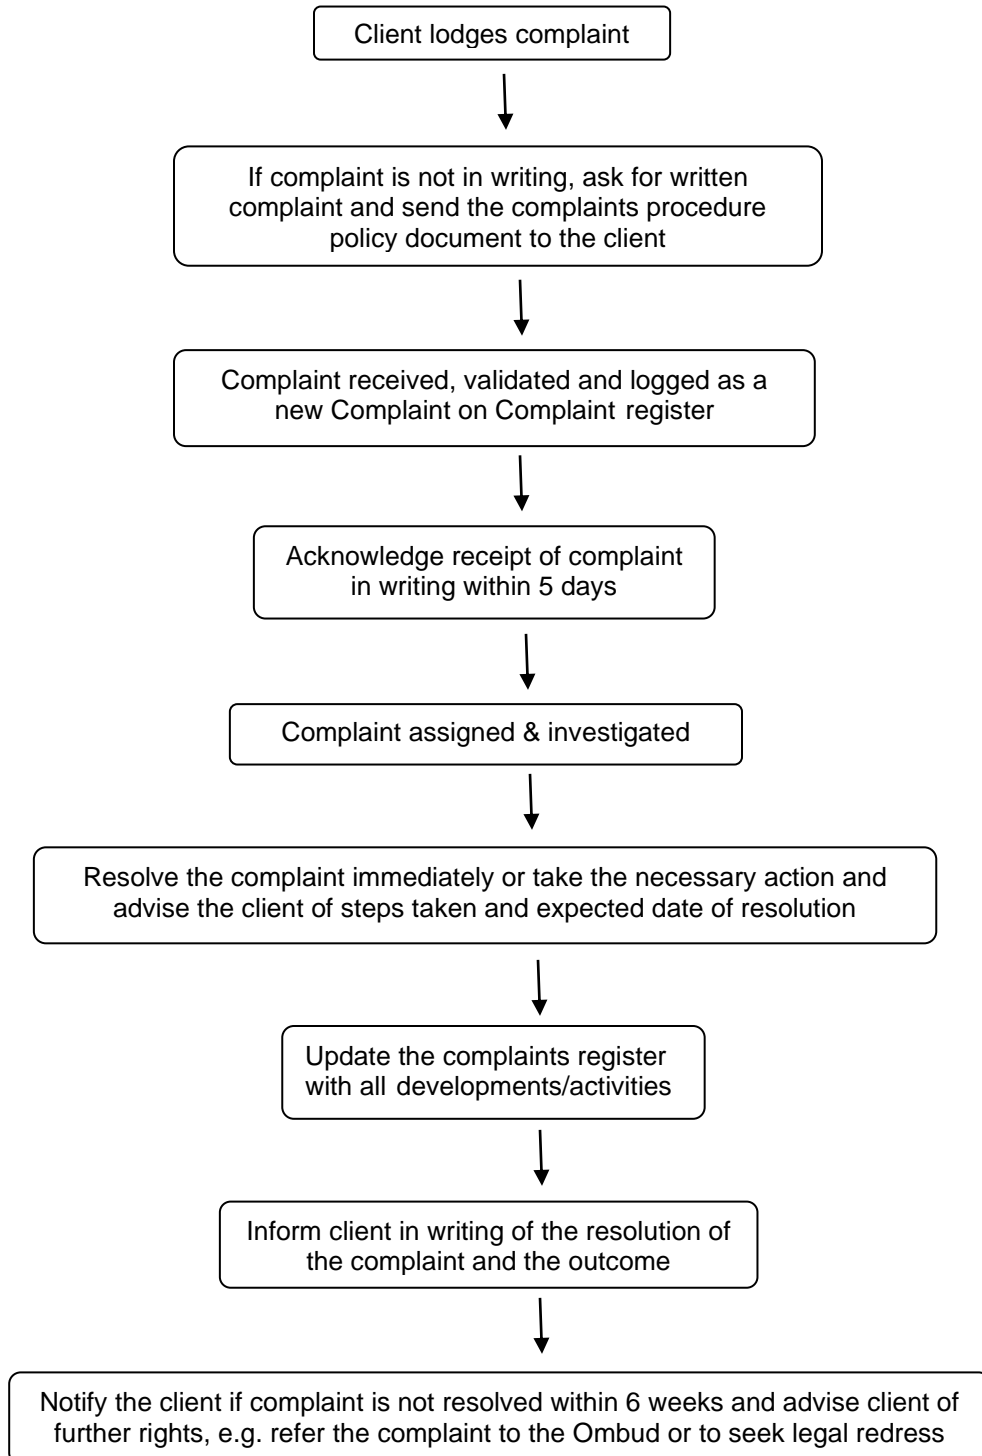 Client lodges complaint
If complaint is not in writing, ask for written
complaint and send the complaints procedure
policy document to the client
Complaint received, validated and logged as a
new Complaint on Complaint register
Acknowledge receipt of complaint
in writing within 5 days
Complaint assigned & investigated
Resolve the complaint immediately or take the necessary action and
advise the client of steps taken and expected date of resolution
Update the complaints register
with all developments/activities
Inform client in writing of the resolution of
the complaint and the outcome
Notify the client if complaint is not resolved within 6 weeks and advise client of
further rights, e.g. refer the complaint to the Ombud or to seek legal redress